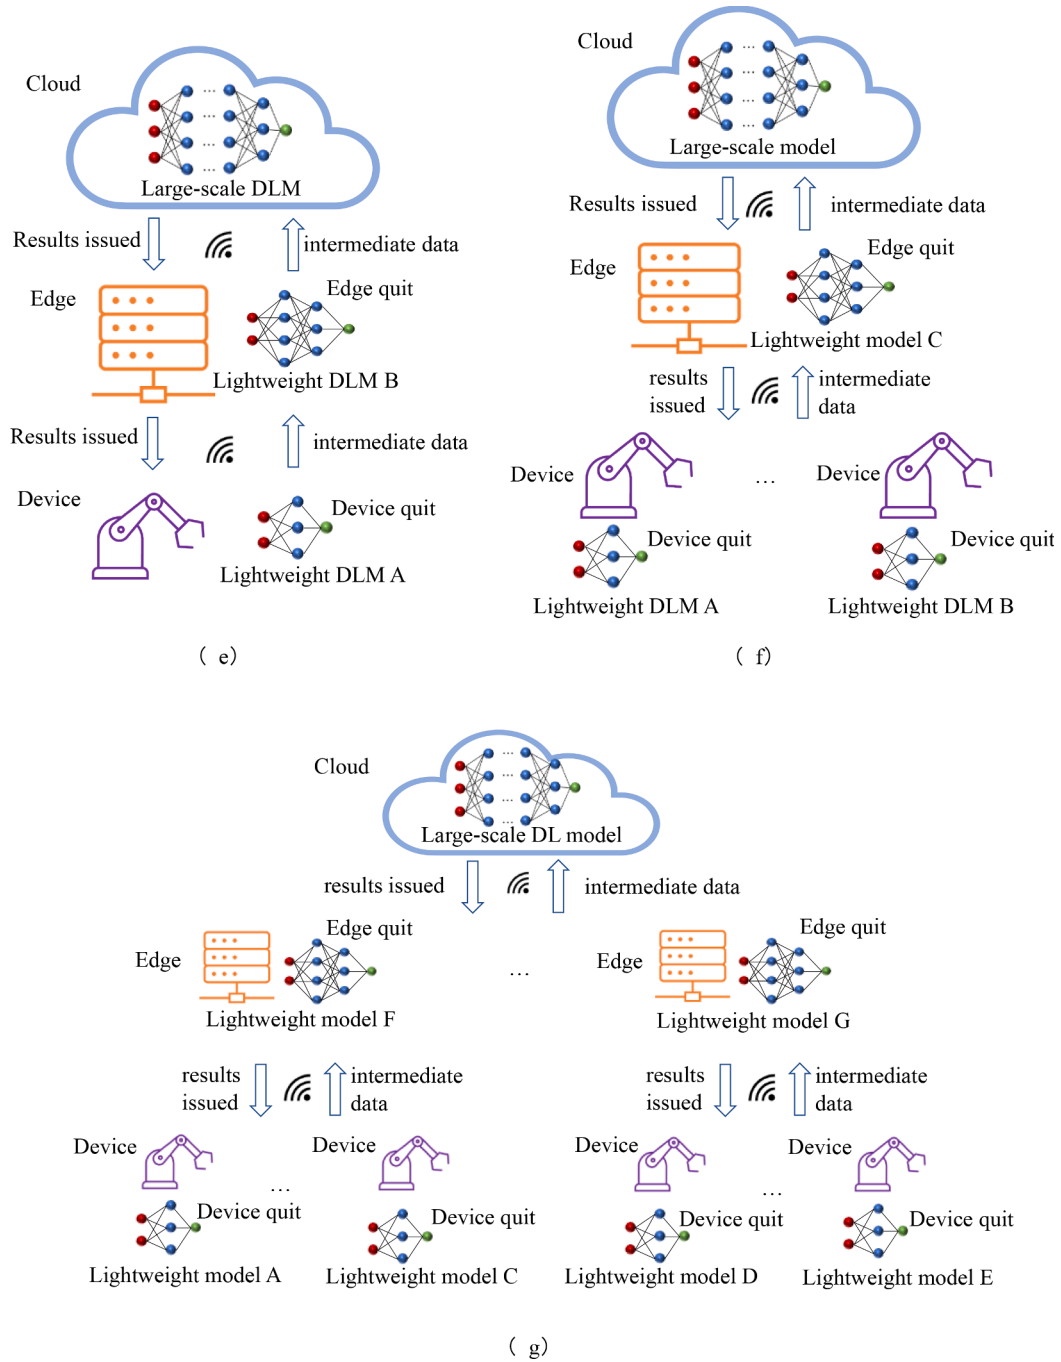 Cloud
Large-scale DLM
Results issued
intermediate data
Edge
Edge quit
Lightweight DLM B
Results issued
intermediate data
Device
Device quit
Lightweight DLM A
( e)
Cloud
Large-scale model
Results issued
intermediate data
Edge
Edge quit
Lightweight model C
results
issued
intermediate
data
Device
...
Device
Device quit
Device quit
Lightweight DLM A
Lightweight DLM B
( f)
Cloud
Large-scale DL model
results issued
intermediate data
Edge
Edge quit
...
Edge
Edge quit
Lightweight model F
Lightweight model G
results
issued
intermediate
data
results
issued
intermediate
data
Device
...
Device
Device
...
Device
Device quit
Device quit
Device quit
Device quit
Lightweight model A
Lightweight model C
Lightweight model D
Lightweight model E
( g)